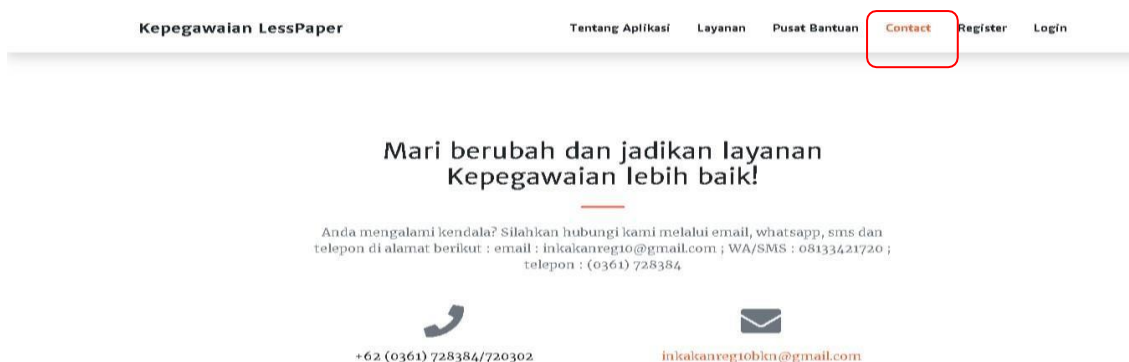 Kepegawaian LessPaper
Tentang Aplikasi Layanan Pusat Bantuan Contact Register Login
Mari berubah dan jadikan layanan
Kepegawaian lebih baik!
Anda mengalami kendala? Silahkan hubungi kami melalui email, whatsapp, sms dan
telepon di alamat berikut : email : inkakanreg10@gmail.com ; WA/SMS : 08133421720 ;
telepon : (0361) 728384
+62 (0361) 728384/720302
inkakanreg10bkn@gmail.com